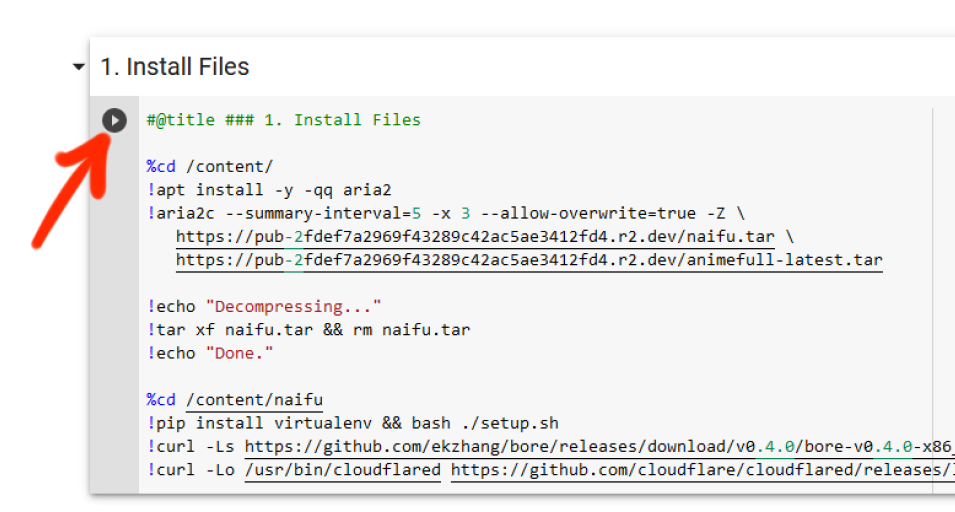 1. Install Files
#@title ### 1. Install Files
%cd /content/
!apt install -y -qq aria2
!aria2c --summary-interval=5 -x 3 --allow-overwrite=true -Z \
https://pub-2fdef7a2969f43289c42ac5ae3412fd4.r2.dev/naifu.tar \
https://pub-2fdef7a2969f43289c42ac5ae3412fd4.r2.dev/animefull-latest.tar
!echo "Decompressing..."
!tar xf naifu.tar && rm naifu.tar
!echo "Done."
%cd /content/naifu
!pip install virtualenv && bash ./setup.sh
!curl -Ls https://github.com/ekzhang/bore/releases/download/v0.4.0/bore-v0.4.0-x86_
!curl -Lo /usr/bin/cloudflared https://github.com/cloudflare/cloudflared/releases/